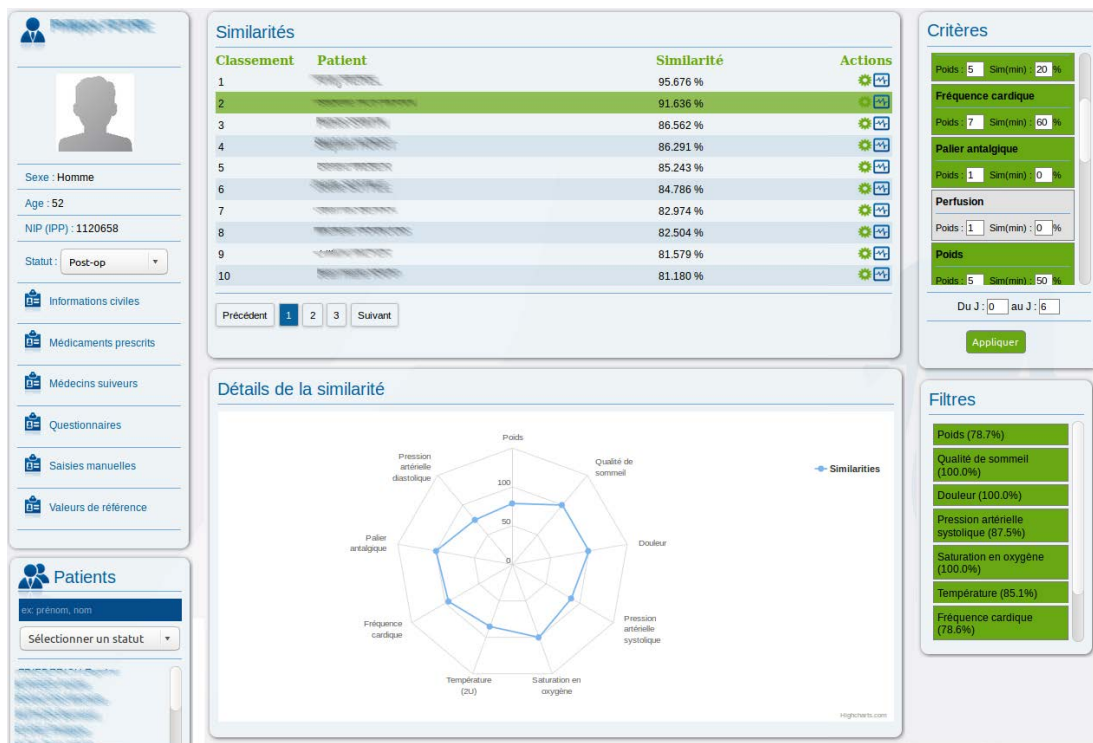 Sexe : Homme
Age : 52
NIP (IPP) : 1120658
Statut : Post-op
Informations civiles
Médicaments prescrits
Médecins suiveurs
Questionnaires
Saisies manuelles
Valeurs de référence
Patients
ex: prénom, nom
Sélectionner un statut
Similarités
Classement Patient Similarité Actions
1 95.676 %
2 91.636 %
3 86.562 %
4 86.291 %
5 85.243 %
6 84.786 %
7 82.974 %
8 82.504 %
9 81.579 %
10 81.180 %
Précédent 1 2 3 Suivant
Détails de la similarité
Poids
Qualité de
sommeil
Douleur
Pression
artérielle
systolique
Saturation en
oxygène
Température
(2U)
Fréquence
cardique
Palier
antalgique
Pression
artérielle
diastolique
100
50
0
Similarities
Highcharts.com
Critères
Poids : 5 Sim(min) : 20 %
Fréquence cardique
Poids : 7 Sim(min) : 60 %
Palier antalgique
Poids : 1 Sim(min) : 0 %
Perfusion
Poids : 1 Sim(min) : 0 %
Poids
Poids : 5 Sim(min) : 50 %
Du J : 0 au J : 6
Appliquer
Filtres
Poids (78.7%)
Qualité de sommeil
(100.0%)
Douleur (100.0%)
Pression artérielle
systolique (87.5%)
Saturation en oxygène
(100.0%)
Température (85.1%)
Fréquence cardique
(78.6%)